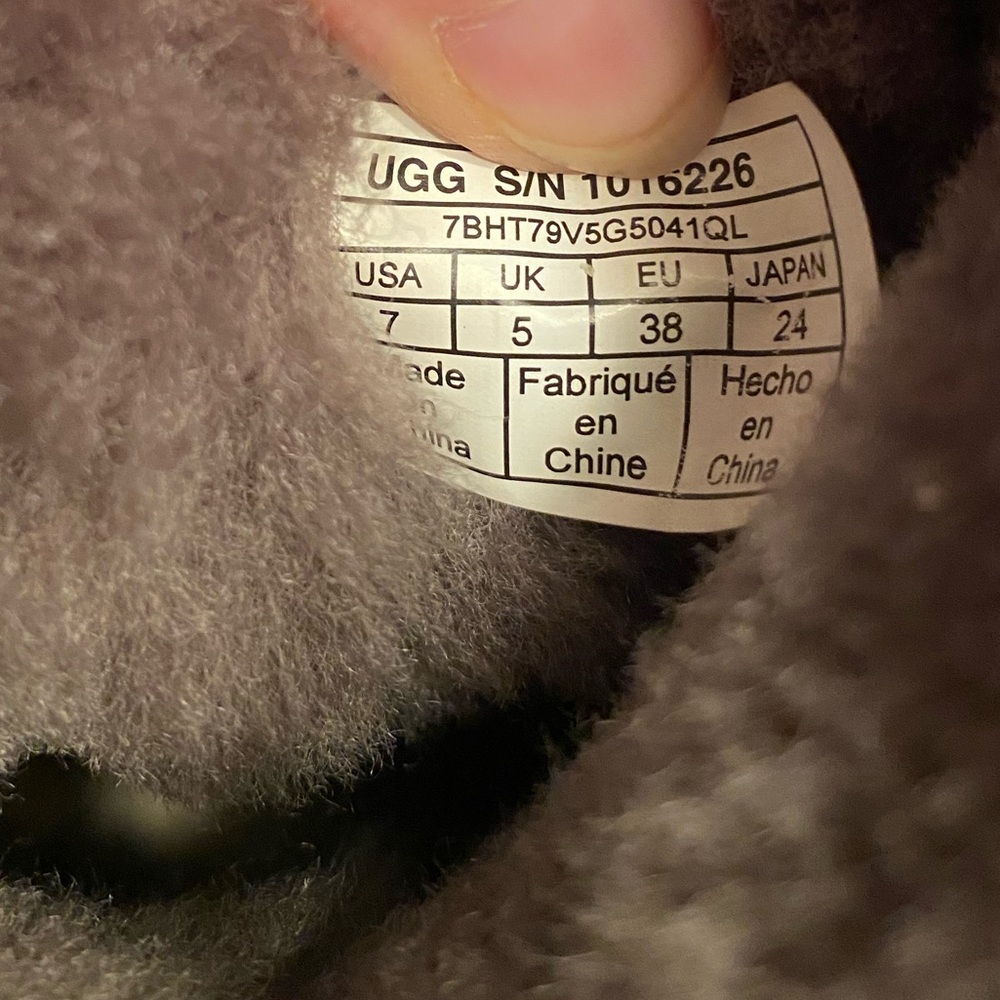 UGG S/N 1016226
7BHT79V5G5041QL
USA UK EU JAPAN
7 5 38 24
Fabriqué Hecho
en en
Chine China